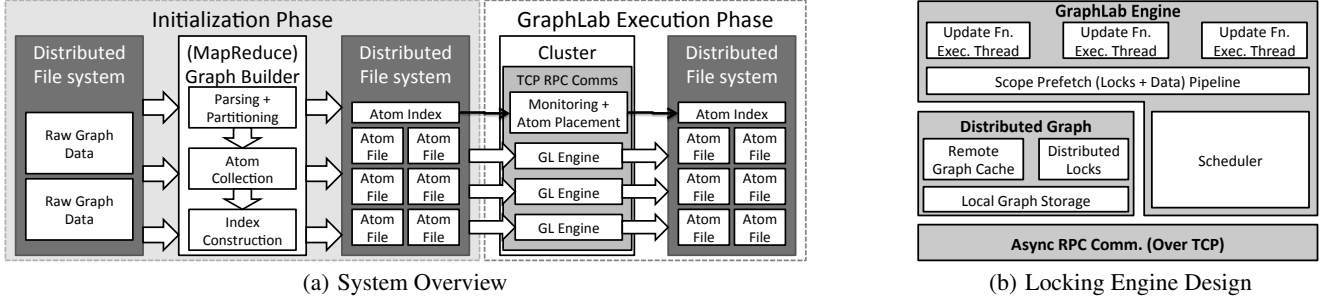 Initialization Phase
GraphLab Execution Phase
Distributed
File system
Raw Graph
Data
Raw Graph
Data
(MapReduce)
Graph Builder
Parsing +
Partitioning
Atom
Collection
Index
Construction
Distributed
File system
Atom Index
Atom
File
Atom
File
Atom
File
Atom
File
Atom
File
Atom
File
Cluster
TCP RPC Comms
Monitoring +
Atom Placement
GL Engine
GL Engine
GL Engine
Distributed
File system
Atom Index
Atom
File
Atom
File
Atom
File
Atom
File
Atom
File
Atom
File
(a) System Overview
GraphLab Engine
Update Fn.
Exec. Thread
Update Fn.
Exec. Thread
Update Fn.
Exec. Thread
Scope Prefetch (Locks + Data) Pipeline
Distributed Graph
Remote
Graph Cache
Distributed
Locks
Local Graph Storage
Scheduler
Async RPC Comm. (Over TCP)
(b) Locking Engine Design